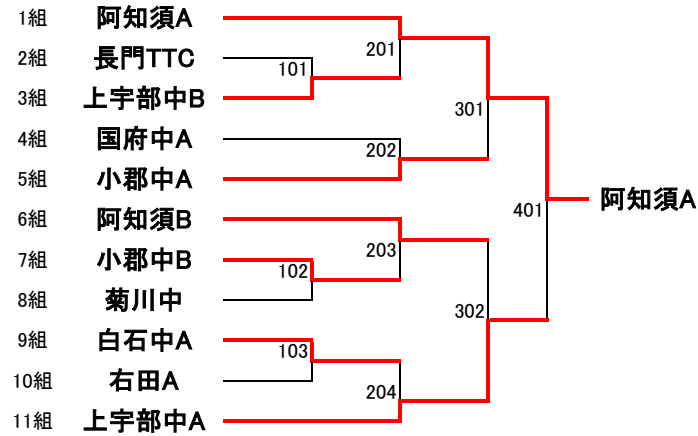 1組 阿知須A
2組 長門TTC
3組 上宇部中B
4組 国府中A
5組 小郡中A
6組 阿知須B
7組 小郡中B
8組 菊川中
9組 白石中A
10組 右田A
11組 上宇部中A
101
102
103
201
202
203
204
301
302
401
阿知須A